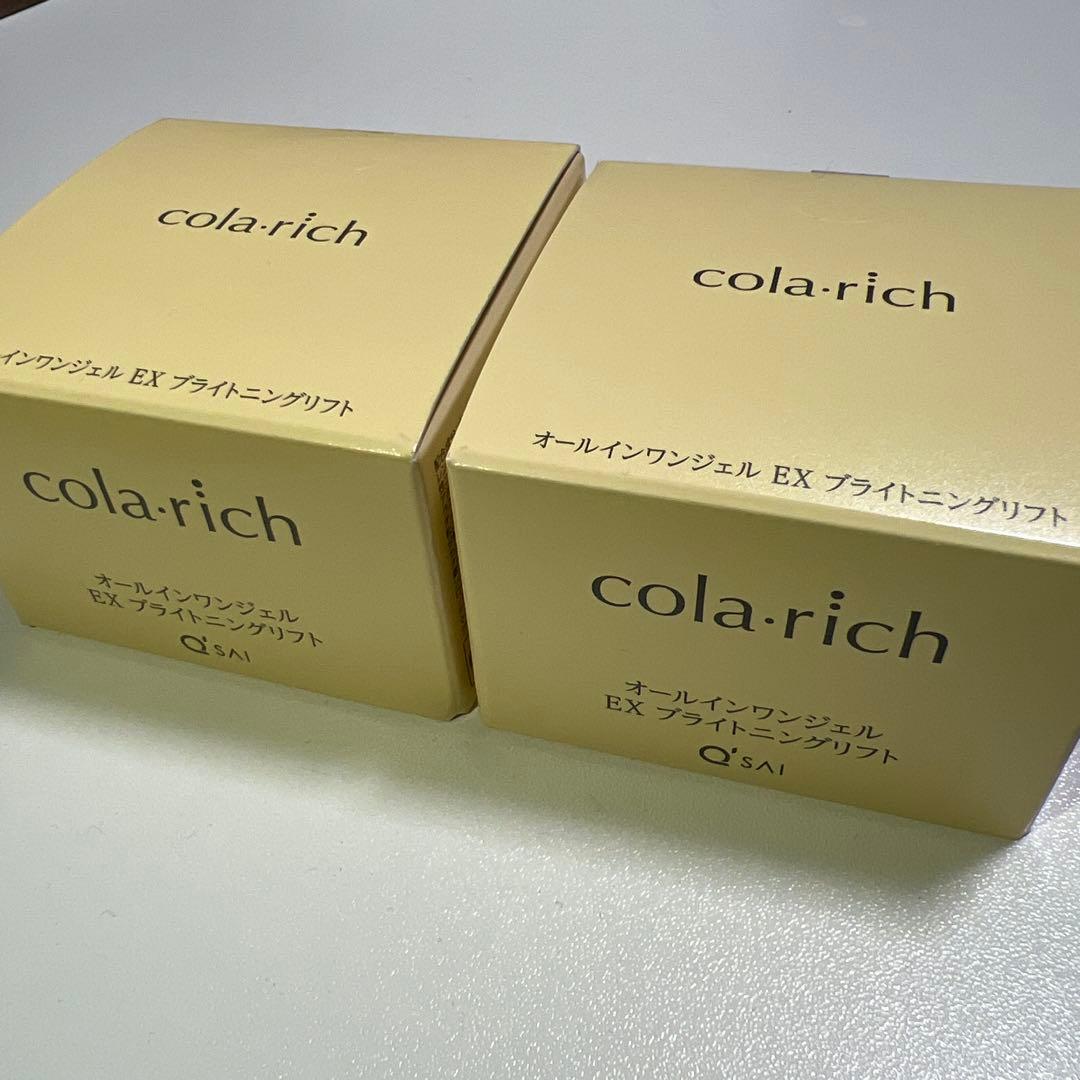 cola·rich
インワンジェル EX ブライトニングリフト
cola·rich
オールインワンジェル
EX ブライトニングリフト
Q'SAI
cola·rich
オールインワンジェル EX ブライトニングリフト
cola·rich
オールインワンジェル
EX ブライトニングリフト
Q'SAI